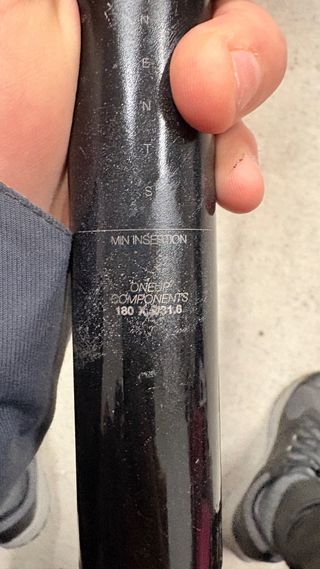 NENTS
MIN INSERTION
ONEUP
COMPONENTS
180 X Ø31.6